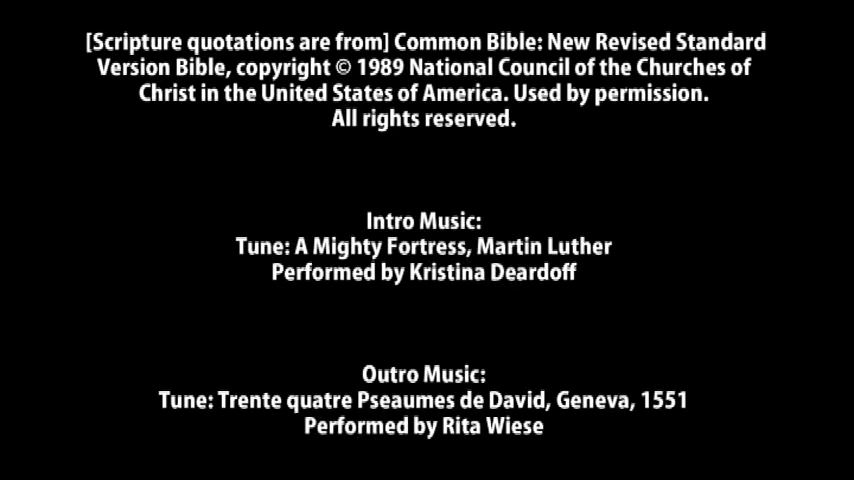 [Scripture quotations are from] Common Bible: New Revised Standard
Version Bible, copyright © 1989 National Council of the Churches of
Christ in the United States of America. Used by permission.
All rights reserved.
Intro Music:
Tune: A Mighty Fortress, Martin Luther
Performed by Kristina Deardoff
Outro Music:
Tune: Trente quatre Pseaumes de David, Geneva, 1551
Performed by Rita Wiese